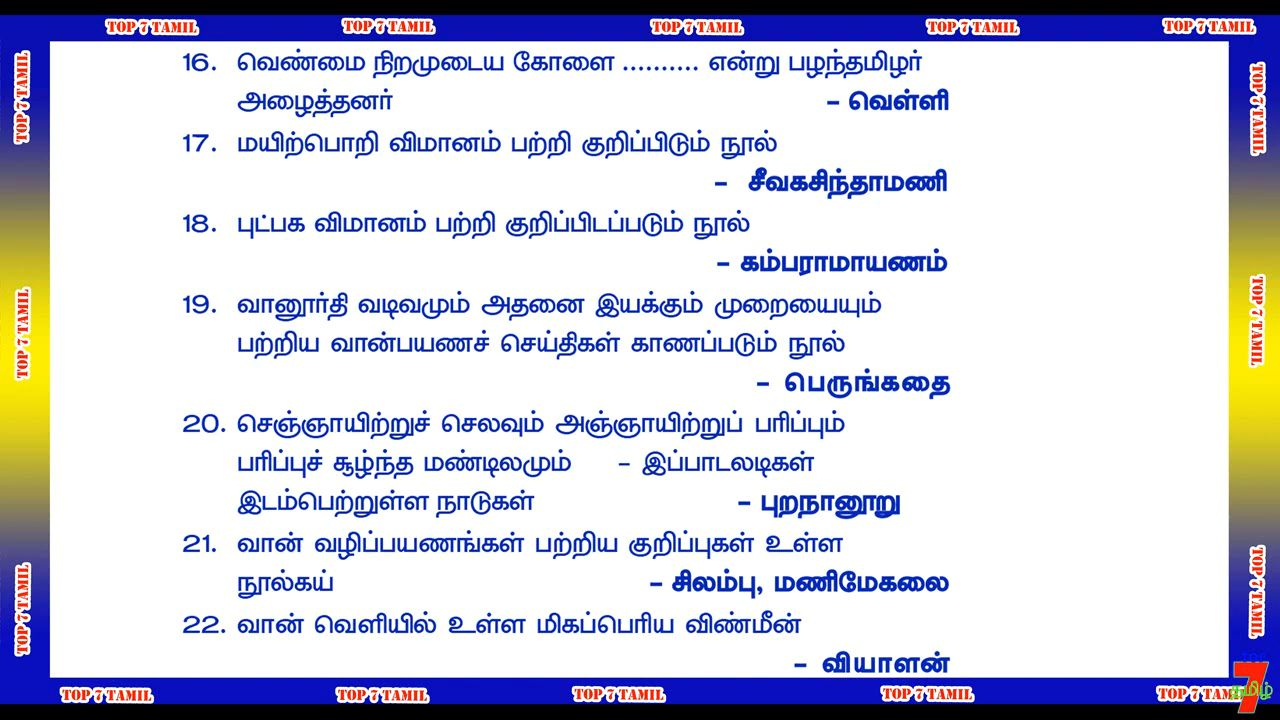 TOP 7 TAMIL TOP 7 TAMIL TOP 7 TAMIL TOP 7 TAMIL TOP 7 TAMIL
16. வெண்மை நிறமுடைய கோளை .......... என்று பழந்தமிழர்
அழைத்தனர் – வெள்ளி
17. மயிற்பொறி விமானம் பற்றி குறிப்பிடும் நூல்
– சீவகசிந்தாமணி
18. புட்பக விமானம் பற்றி குறிப்பிடப்படும் நூல்
– கம்பராமாயணம்
19. வானூர்தி வடிவமும் அதனை இயக்கும் முறையையும்
பற்றிய வான்பயணச் செய்திகள் காணப்படும் நூல்
– பெருங்கதை
20. செஞ்ஞாயிற்றுச் செலவும் அஞ்ஞாயிற்றுப் பரிப்பும்
பரிப்புச் சூழ்ந்த மண்டிலமும் – இப்பாடலடிகள்
இடம்பெற்றுள்ள நாடுகள் – புறநானூறு
21. வான் வழிப்பயணங்கள் பற்றிய குறிப்புகள் உள்ள
நூல்கய் – சிலம்பு, மணிமேகலை
22. வான் வெளியில் உள்ள மிகப்பெரிய விண்மீன்
– வியாளன்
TOP 7 TAMIL
TOP 7 TAMIL
TOP 7 TAMIL
TOP 7 TAMIL
TOP 7 TAMIL
TOP 7 TAMIL
TOP 7 TAMIL TOP 7 TAMIL TOP 7 TAMIL TOP 7 TAMIL TOP 7 TAMIL
TOP
7
தமிழ்